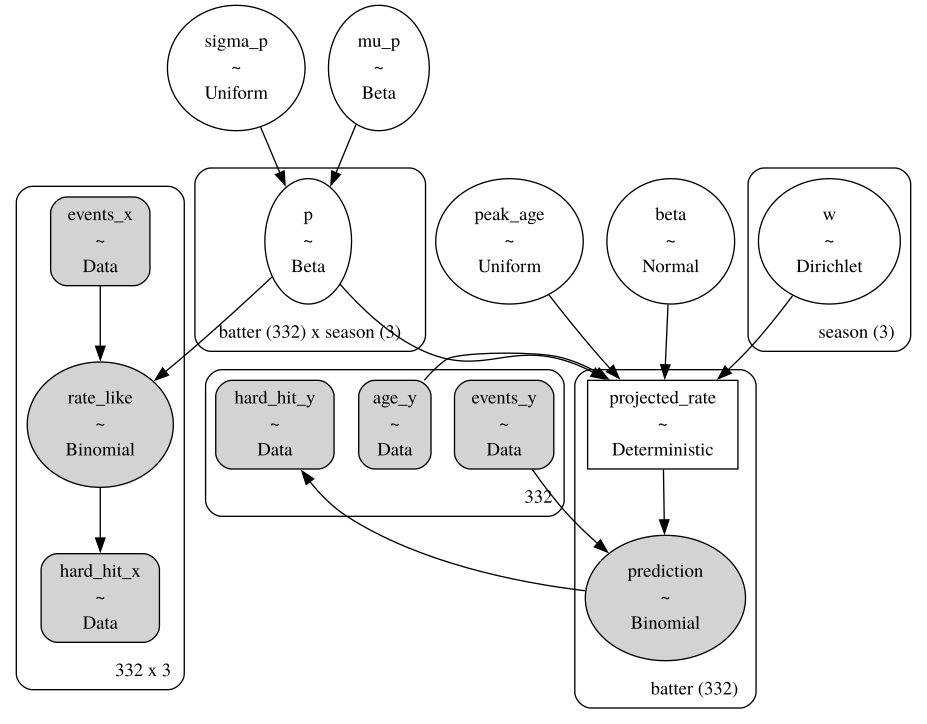 sigma_p
~
Uniform
mu_p
~
Beta
events_x
~
Data
p
~
Beta
batter (332) x season (3)
peak_age
~
Uniform
beta
~
Normal
w
~
Dirichlet
season (3)
rate_like
~
Binomial
hard_hit_y
~
Data
age_y
~
Data
events_y
~
Data
332
projected_rate
~
Deterministic
hard_hit_x
~
Data
332 x 3
prediction
~
Binomial
batter (332)